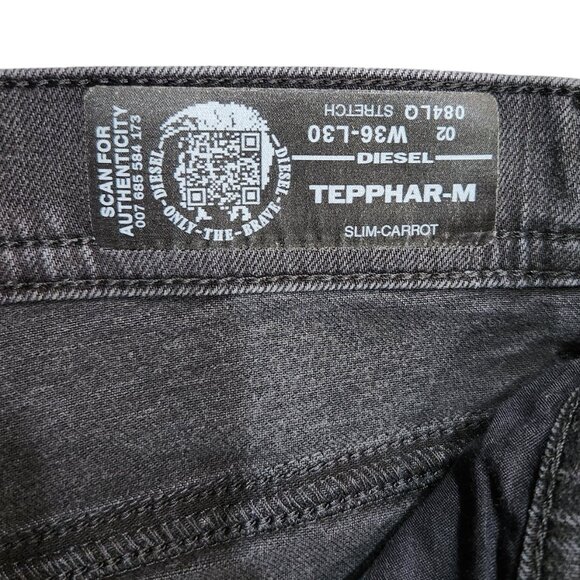 SCAN FOR
AUTHENTICITY
007 685 584 173
DIESEL-ONLY-THE-BRAVE-DIESEL
02
W36-L30
084LQ
STRETCH
DIESEL
TEPPHAR-M
SLIM-CARROT